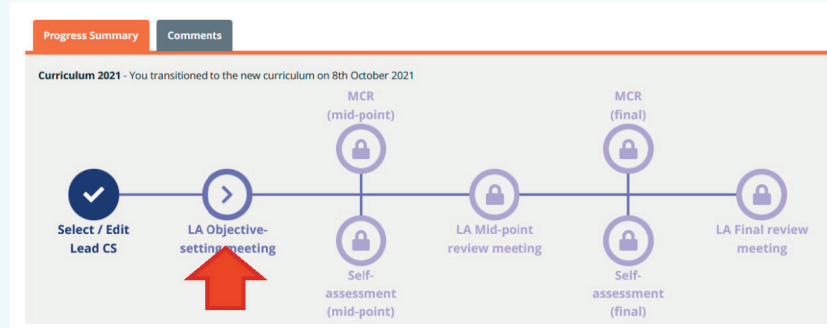 Progress Summary
Comments
Curriculum 2021 - You transitioned to the new curriculum on 8th October 2021
MCR
(mid-point)
MCR
(final)
Select / Edit
Lead CS
LA Objective-
setting meeting
LA Mid-point
review meeting
LA Final review
meeting
Self-
assessment
(mid-point)
Self-
assessment
(final)